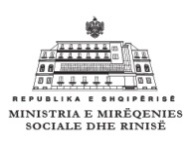 REPUBLIKA E SHQIPËRISË
MINISTRIA E MIRËQENIES
SOCIALE DHE RINISË